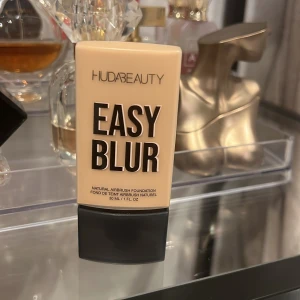 HUDABEAUTY
EASY
BLUR
NATURAL AIRBRUSH FOUNDATION
FOND DE TEINT AIRBRUSH NATUREL
30 ML / 1 FL. OZ